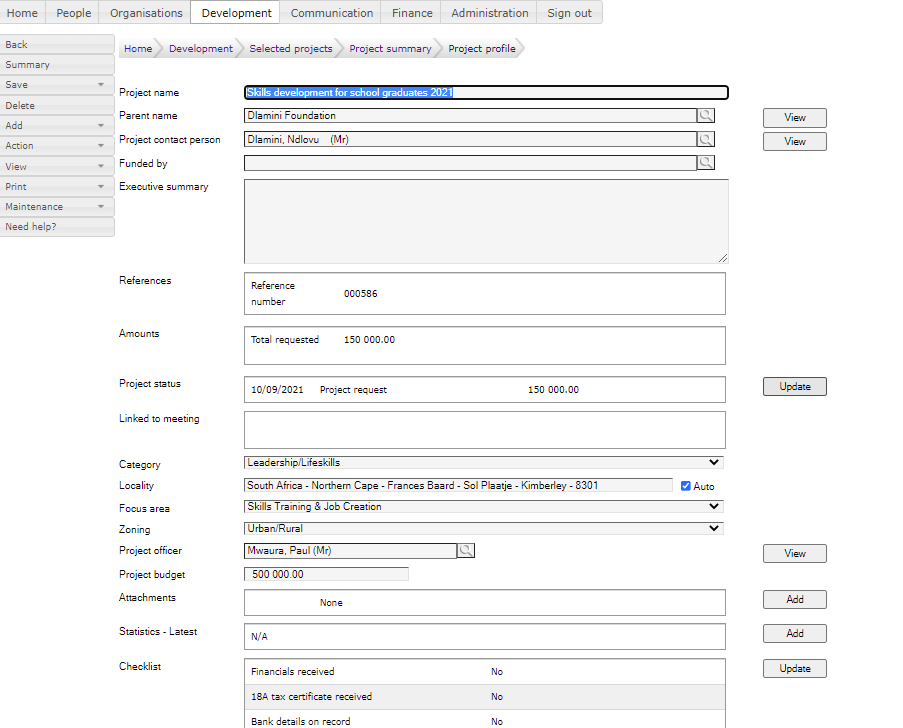 Home People Organisations Development Communication Finance Administration Sign out
Back
Summary
Save
Delete
Add
Action
View
Print
Maintenance
Need help?
Home Development Selected projects Project summary Project profile
Project name Skills development for school graduates 2021
Parent name Dlamini Foundation View
Project contact person Dlamini, Ndlovu (Mr) View
Funded by
Executive summary
References Reference number 000586
Amounts Total requested 150 000.00
Project status 10/09/2021 Project request 150 000.00 Update
Linked to meeting
Category Leadership/Lifeskills
Locality South Africa - Northern Cape - Frances Baard - Sol Plaatje - Kimberley - 8301 Auto
Focus area Skills Training & Job Creation
Zoning Urban/Rural
Project officer Mwaura, Paul (Mr) View
Project budget 500 000.00
Attachments None Add
Statistics - Latest N/A Add
Checklist Financials received No Update
18A tax certificate received No
Bank details on record No